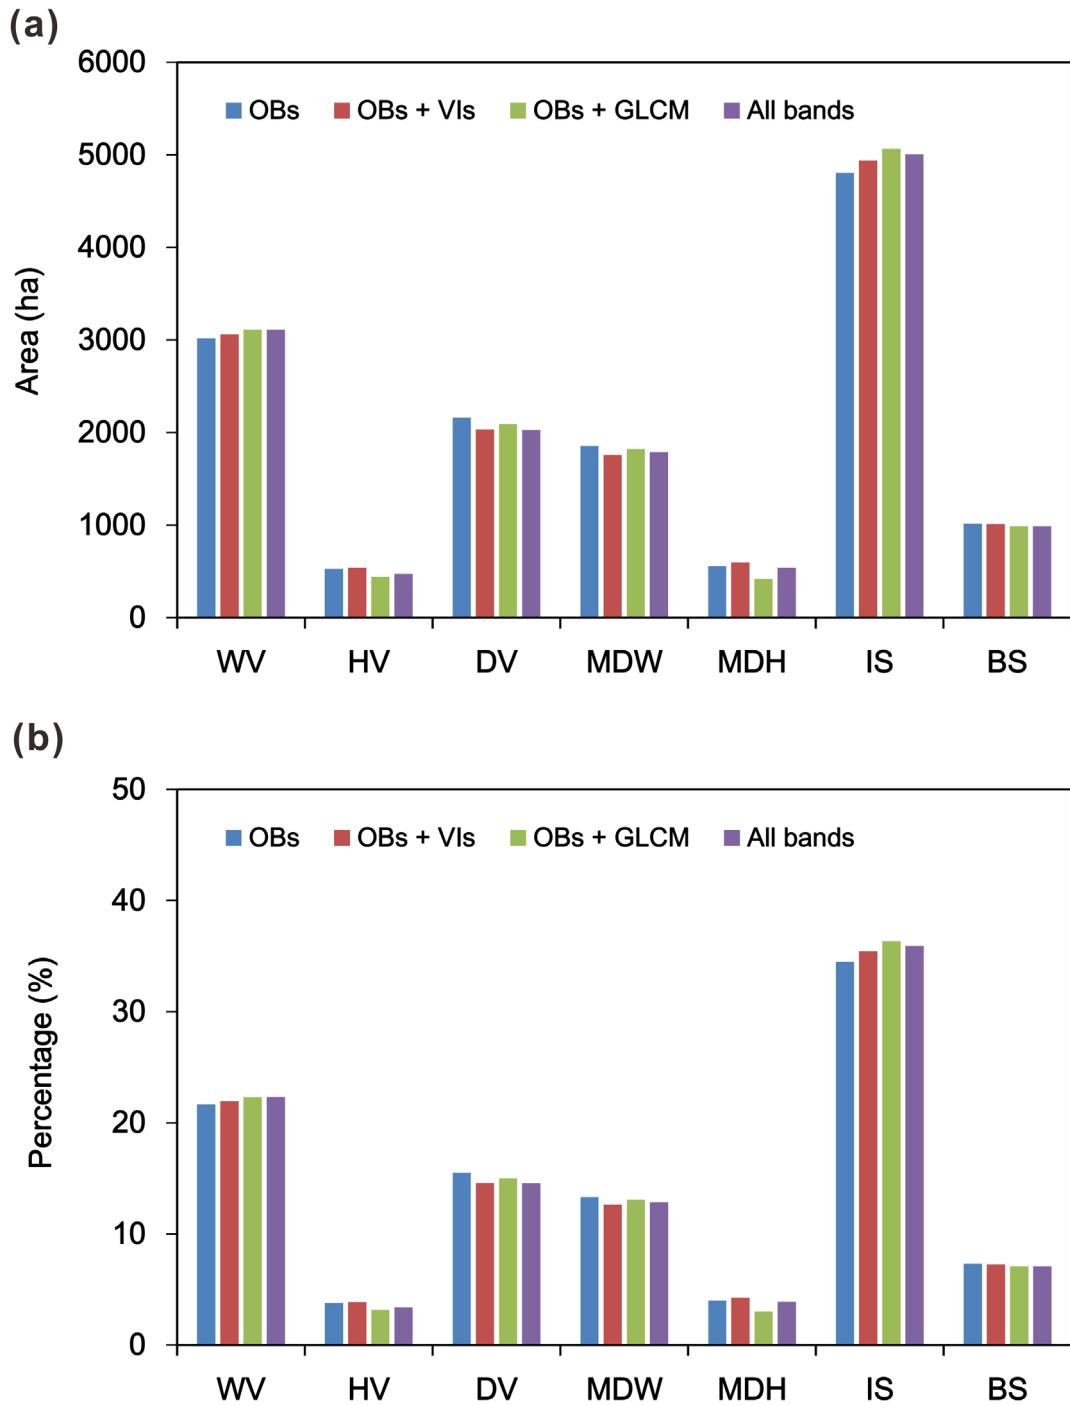 (a)
6000
OBs OBs + VIs OBs + GLCM All bands
5000
4000
Area (ha)
3000
2000
1000
0
WV HV DV MDW MDH IS BS
(b)
50
OBs OBs + VIs OBs + GLCM All bands
40
Percentage (%)
30
20
10
0
WV HV DV MDW MDH IS BS